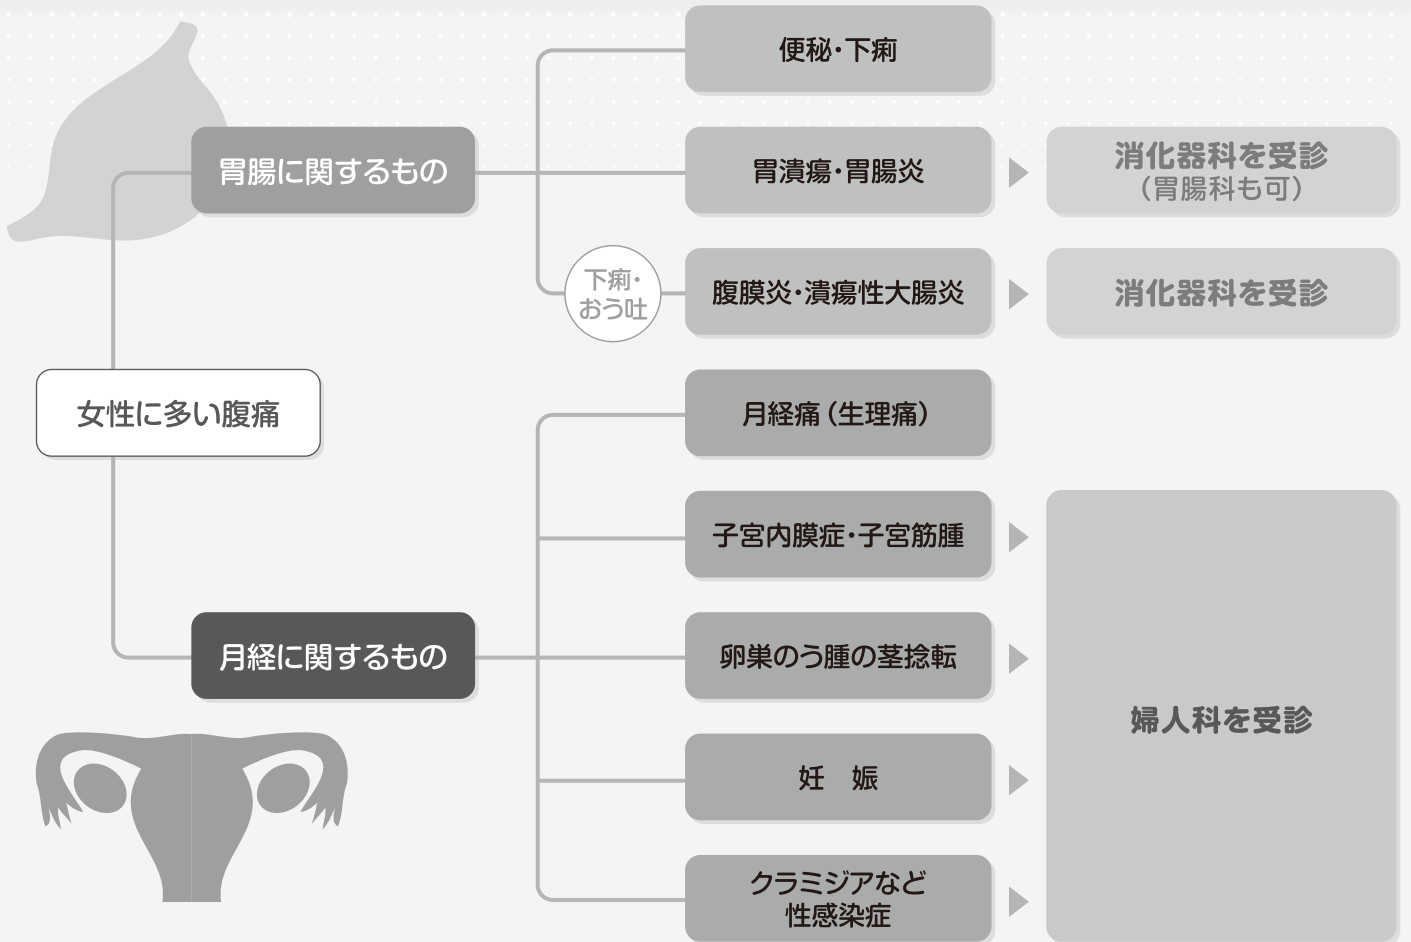 便秘・下痢
胃腸に関するもの
胃潰瘍・胃腸炎
消化器科を受診
（胃腸科も可）
下痢・
おう吐
腹膜炎・潰瘍性大腸炎
消化器科を受診
女性に多い腹痛
月経痛（生理痛）
子宮内膜症・子宮筋腫
月経に関するもの
卵巣のう腫の茎捻転
婦人科を受診
妊　娠
クラミジアなど
性感染症